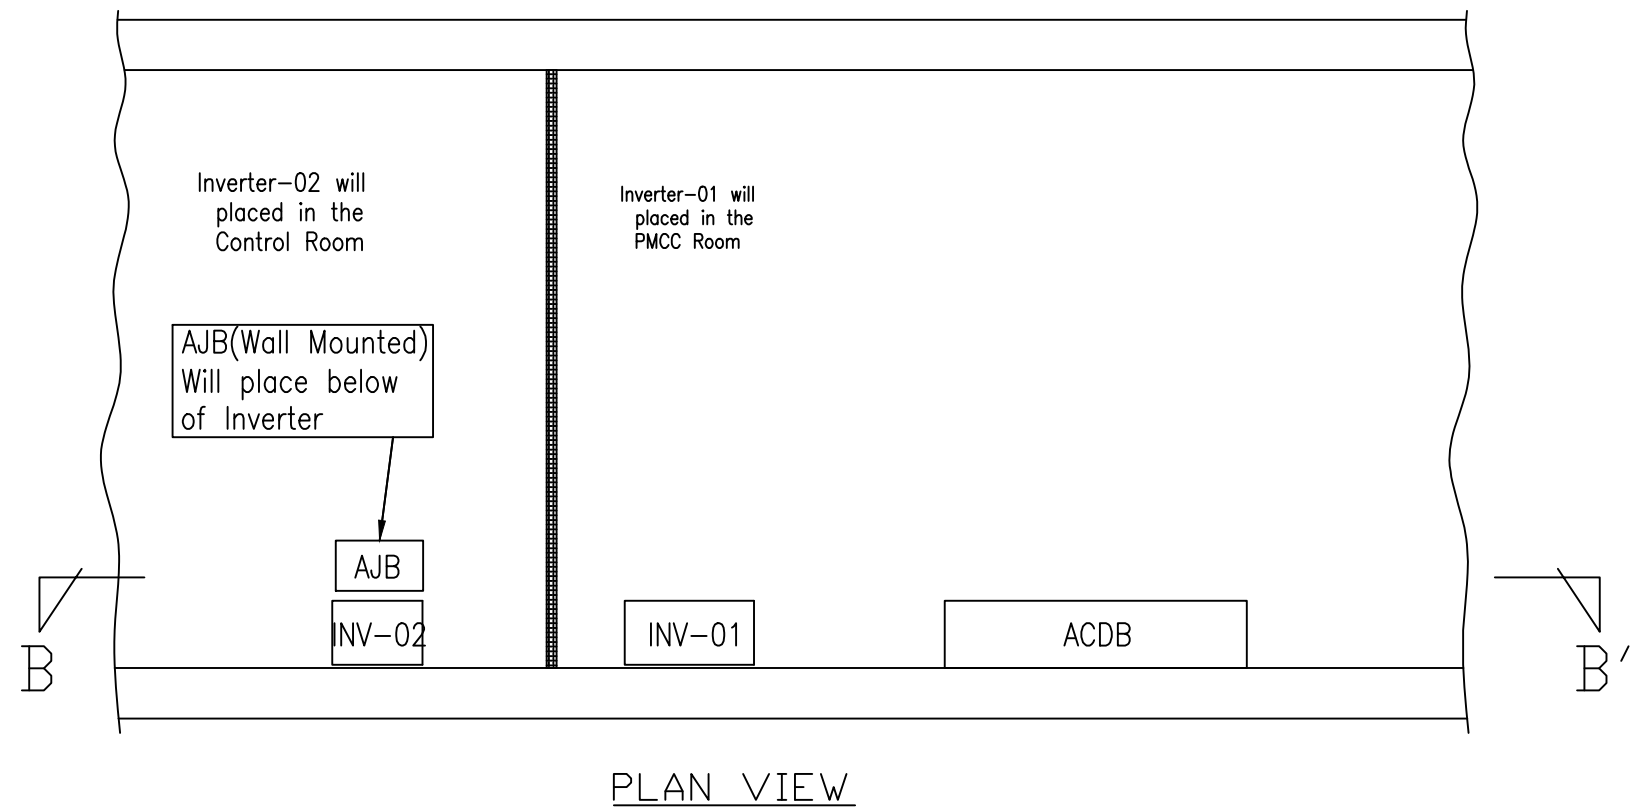 Inverter-02 will
placed in the
Control Room
Inverter-01 will
placed in the
PMCC Room
AJB(Wall Mounted)
Will place below
of Inverter
AJB
INV-02
INV-01
ACDB
B
B'
PLAN VIEW